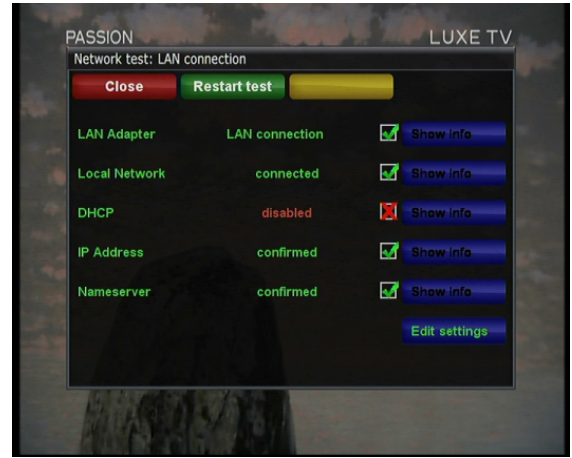 PASSION LUXE TV
Network test: LAN connection
Close Restart test
LAN Adapter LAN connection Show info
Local Network connected Show info
DHCP disabled Show info
IP Address confirmed Show info
Nameserver confirmed Show info
Edit settings